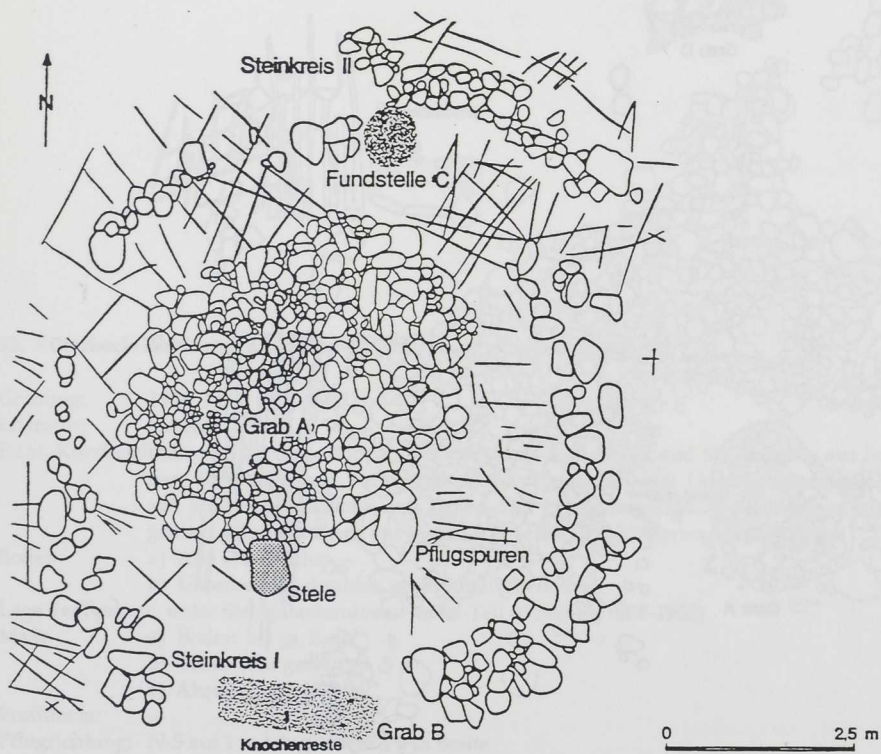 Steinkreis II
N
Fundstelle C
Grab A
Pflugspuren
Stele
Steinkreis I
Grab B
Knochenreste
0 2,5 m